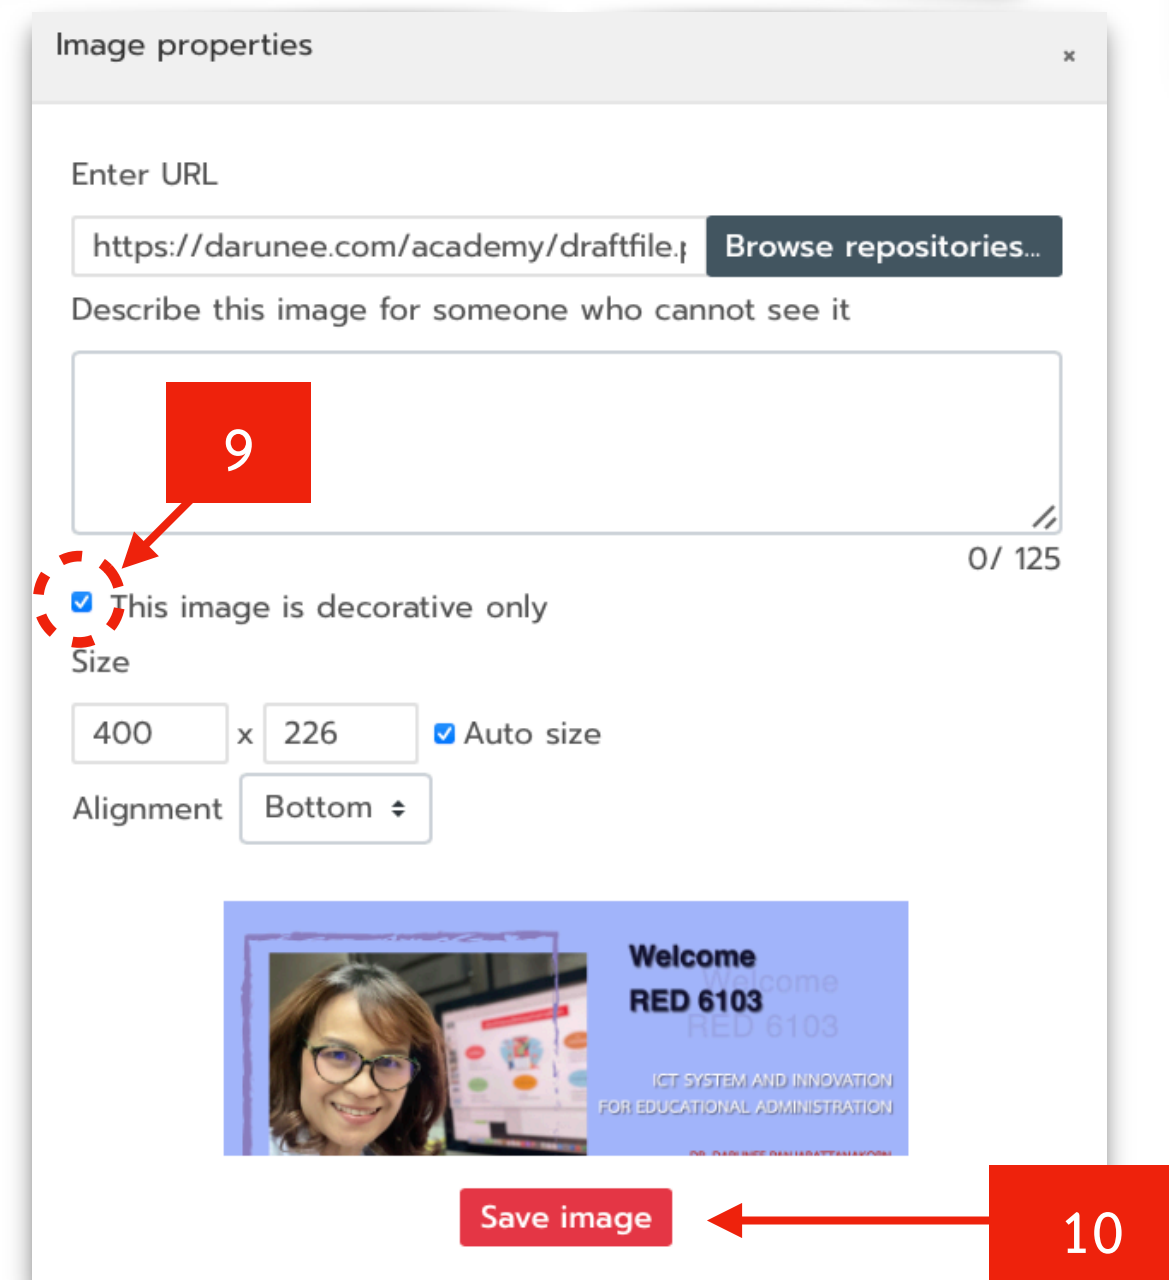 Image properties
×
Enter URL
https://darunee.com/academy/draftfile.p
Browse repositories...
Describe this image for someone who cannot see it
9
0/ 125
This image is decorative only
Size
400 x 226 Auto size
Alignment Bottom
Welcome
RED 6103
Welcome
RED 6103
ICT SYSTEM AND INNOVATION
FOR EDUCATIONAL ADMINISTRATION
Save image
10